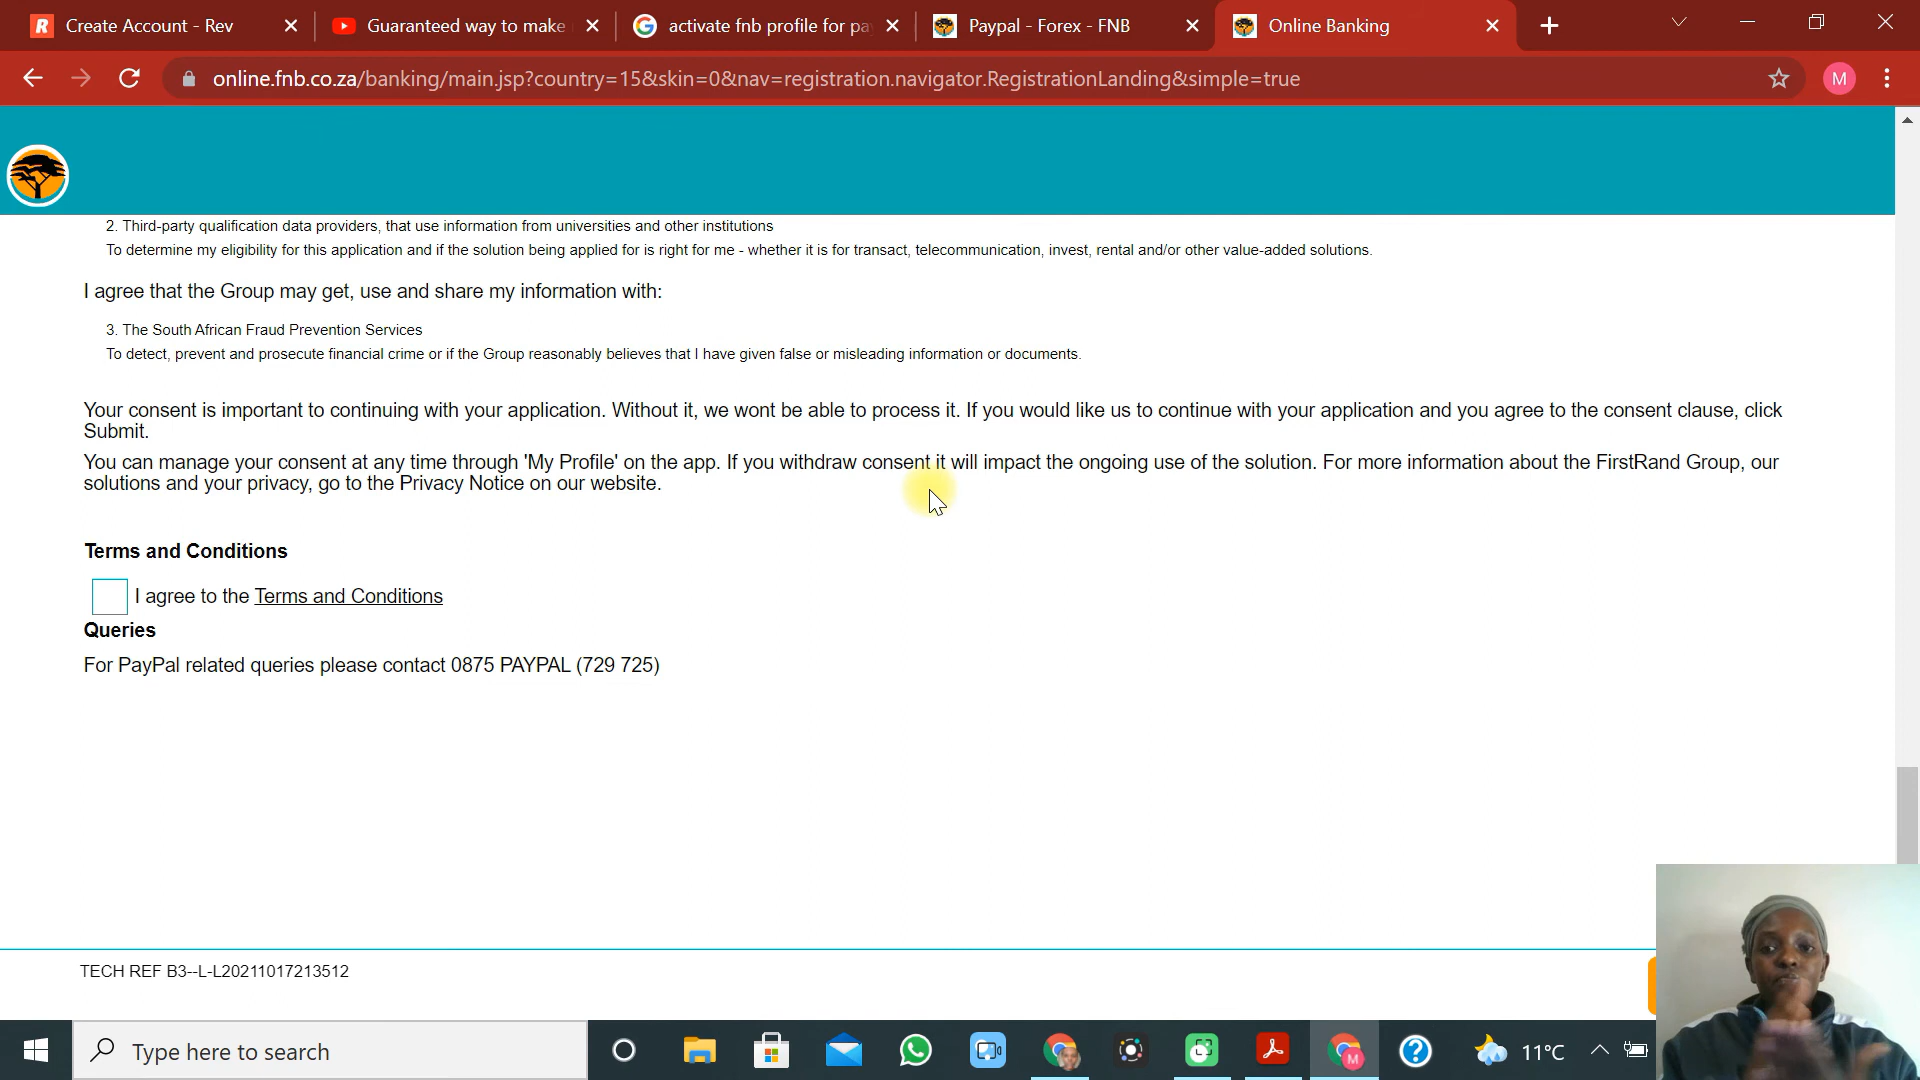 Create Account - Rev
Guaranteed way to make
activate fnb profile for pa
Paypal - Forex - FNB
Online Banking
online.fnb.co.za/banking/main.jsp?country=15&skin=0&nav=registration.navigator.RegistrationLanding&simple=true
M
2. Third-party qualification data providers, that use information from universities and other institutions
To determine my eligibility for this application and if the solution being applied for is right for me - whether it is for transact, telecommunication, invest, rental and/or other value-added solutions.
I agree that the Group may get, use and share my information with:
3. The South African Fraud Prevention Services
To detect, prevent and prosecute financial crime or if the Group reasonably believes that I have given false or misleading information or documents.
Your consent is important to continuing with your application. Without it, we wont be able to process it. If you would like us to continue with your application and you agree to the consent clause, click
Submit.
You can manage your consent at any time through 'My Profile' on the app. If you withdraw consent it will impact the ongoing use of the solution. For more information about the FirstRand Group, our
solutions and your privacy, go to the Privacy Notice on our website.
Terms and Conditions
I agree to the Terms and Conditions
Queries
For PayPal related queries please contact 0875 PAYPAL (729 725)
TECH REF B3--L-L20211017213512
Type here to search
M
11°C